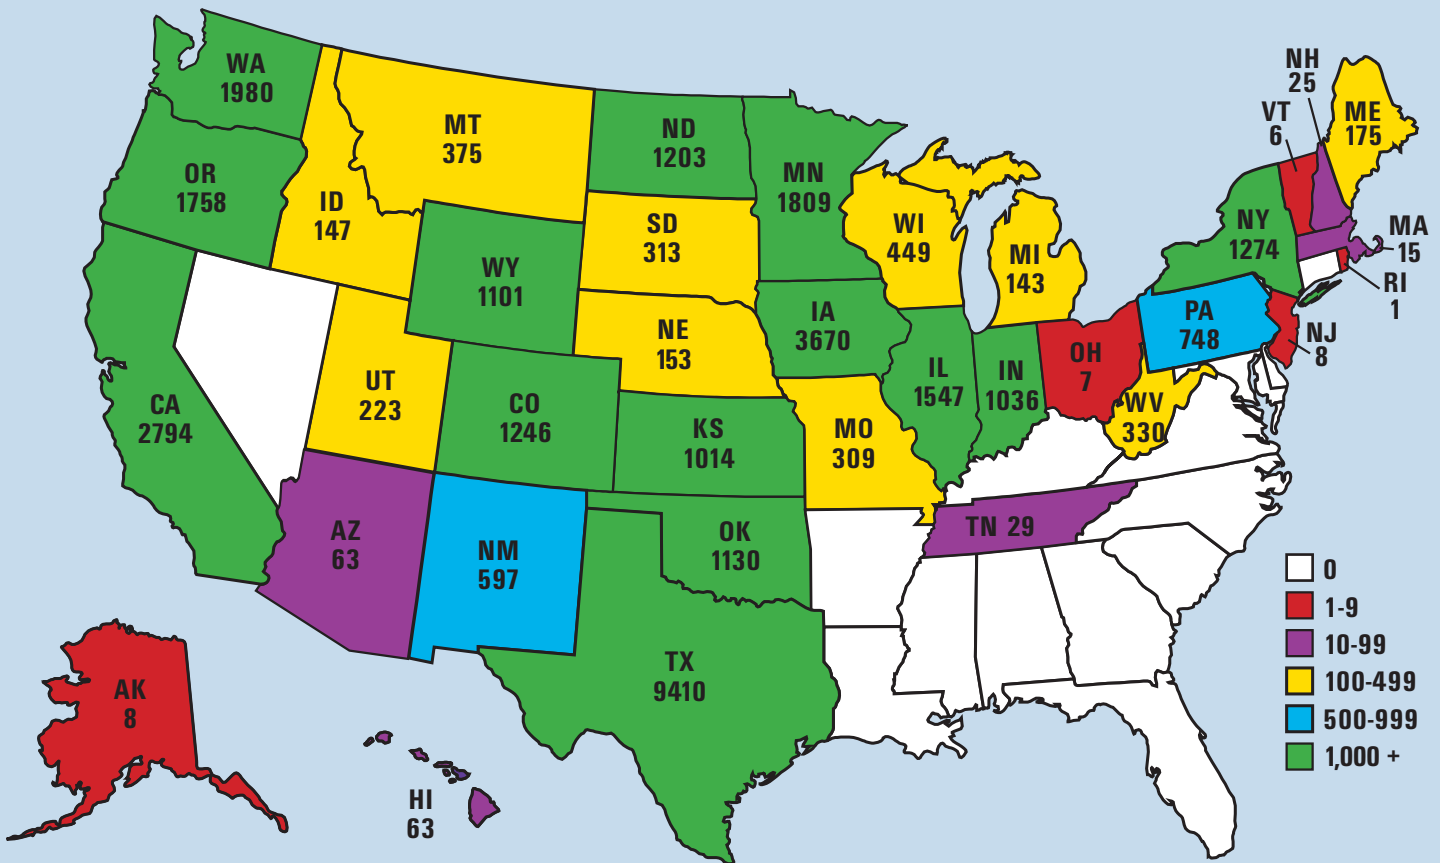 WA
1980
OR
1758
CA
2794
ID
147
MT
375
WY
1101
UT
223
CO
1246
AZ
63
NM
597
ND
1203
SD
313
NE
153
KS
1014
OK
1130
TX
9410
MN
1809
IA
3670
MO
309
WI
449
IL
1547
MI
143
IN
1036
OH
7
WV
330
TN 29
PA
748
NY
1274
VT
6
NH
25
ME
175
MA
15
RI
1
NJ
8
AK
8
HI
63
0
1-9
10-99
100-499
500-999
1,000 +